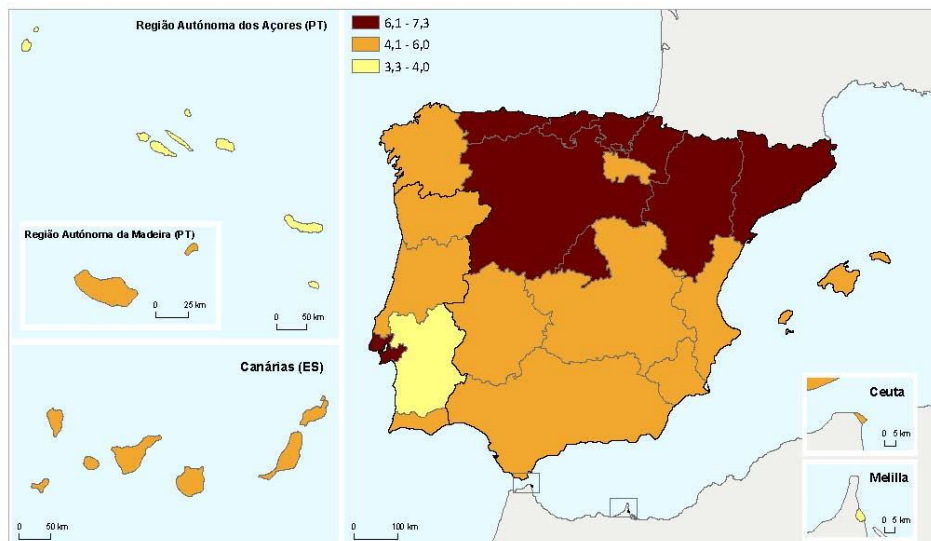 Região Autónoma dos Açores (PT)
Região Autónoma da Madeira (PT)
0 25 km
0 50 km
Canárias (ES)
0 50 km
6,1 - 7,3
4,1 - 6,0
3,3 - 4,0
0 100 km
Ceuta
0 5 km
Melilla
0 5 km